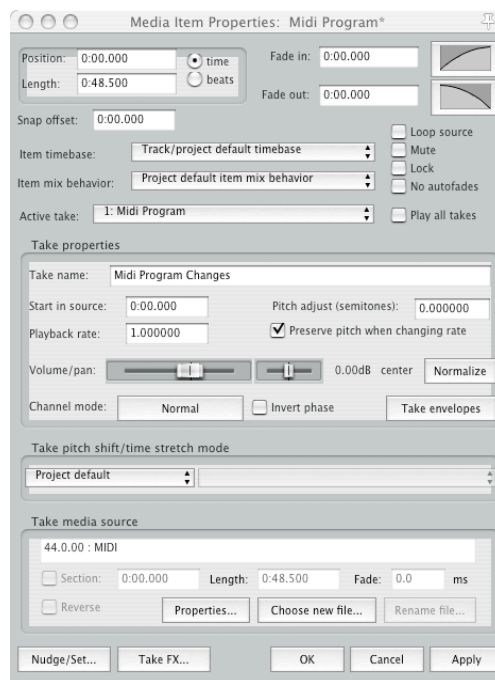 Media Item Properties: Midi Program*
Position: 0:00.000 time
Length: 0:48.500 beats
Fade in: 0:00.000
Fade out: 0:00.000
Snap offset: 0:00.000
Loop source
Item timebase: Track/project default timebase Mute
Lock
Item mix behavior: Project default item mix behavior No autofades
Active take: 1: Midi Program Play all takes
Take properties
Take name: Midi Program Changes
Start in source: 0:00.000 Pitch adjust (semitones): 0.000000
Playback rate: 1.000000 Preserve pitch when changing rate
Volume/pan: 0.00dB center Normalize
Channel mode: Normal Invert phase Take envelopes
Take pitch shift/time stretch mode
Project default
Take media source
44.0.00 : MIDI
Section: 0:00.000 Length: 0:48.500 Fade: 0.0 ms
Reverse Properties... Choose new file... Rename file...
Nudge/Set... Take FX... OK Cancel Apply